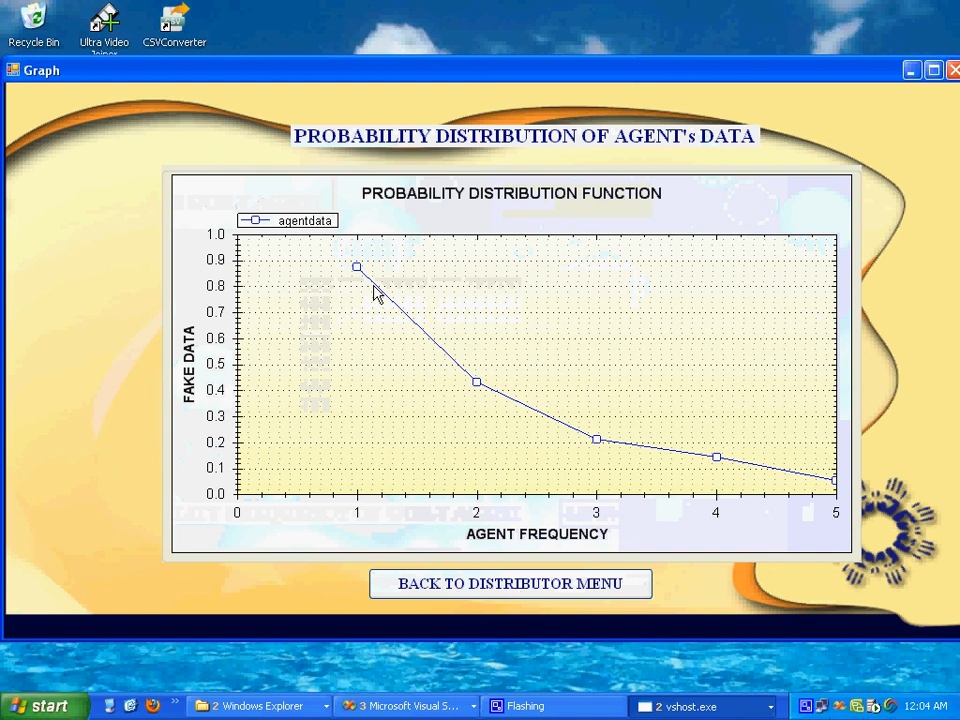 Recycle Bin
Ultra Video
Joiner
CSVConverter
Graph
PROBABILITY DISTRIBUTION OF AGENT's DATA
PROBABILITY DISTRIBUTION FUNCTION
agentdata
1.0
0.9
0.8
0.7
0.6
0.5
0.4
0.3
0.2
0.1
0.0
FAKE DATA
0 1 2 3 4 5
AGENT FREQUENCY
BACK TO DISTRIBUTOR MENU
start
2 Windows Explorer
3 Microsoft Visual S...
Flashing
2 vshost.exe
12:04 AM